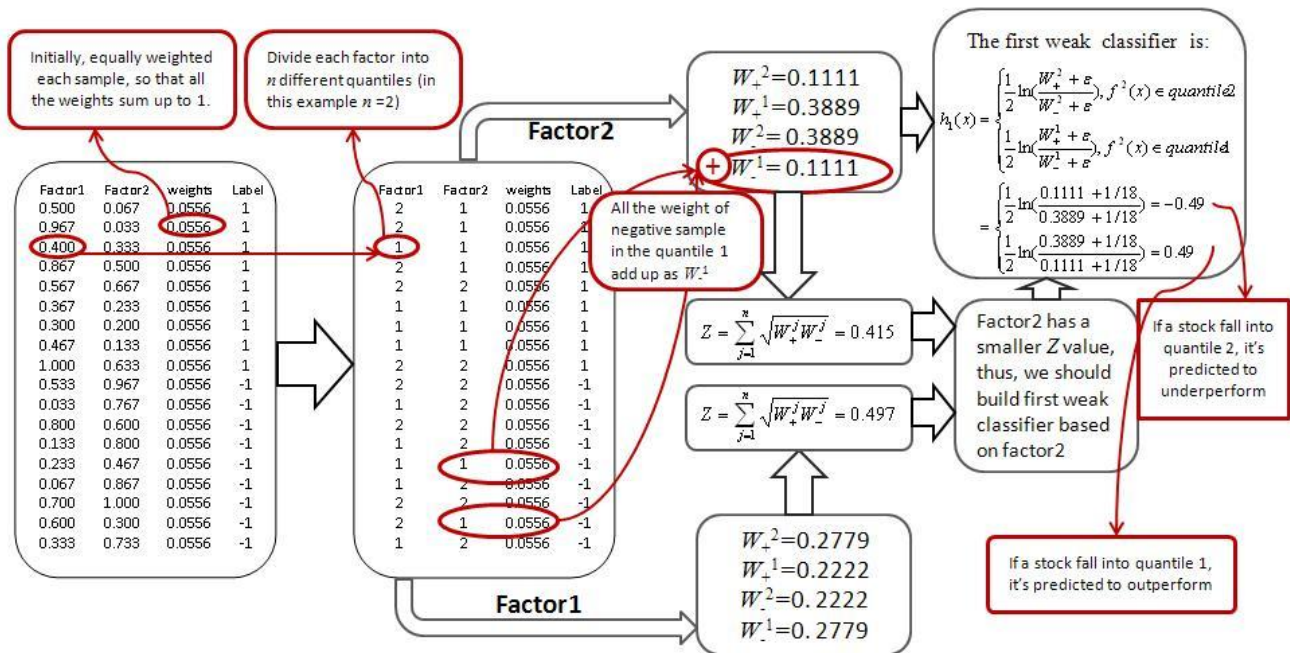 Initially, equally weighted
each sample, so that all
the weights sum up to 1.
Divide each factor into
n different quantiles (in
this example n =2)
Factor1 Factor2 weights Label
0.500 0.067 0.0556 1
0.967 0.033 0.0556 1
0.400 0.333 0.0556 1
0.867 0.500 0.0556 1
0.567 0.667 0.0556 1
0.367 0.233 0.0556 1
0.300 0.200 0.0556 1
0.467 0.133 0.0556 1
1.000 0.633 0.0556 1
0.533 0.967 0.0556 -1
0.033 0.767 0.0556 -1
0.800 0.600 0.0556 -1
0.133 0.800 0.0556 -1
0.233 0.467 0.0556 -1
0.067 0.867 0.0556 -1
0.700 1.000 0.0556 -1
0.600 0.300 0.0556 -1
0.333 0.733 0.0556 -1
Factor1 Factor2 weights Label
2 1 0.0556 1
2 1 0.0556 1
1 1 0.0556 1
2 1 0.0556 1
2 2 0.0556 1
1 1 0.0556 1
1 1 0.0556 1
1 1 0.0556 1
2 2 0.0556 1
2 2 0.0556 -1
1 2 0.0556 -1
2 2 0.0556 -1
1 2 0.0556 -1
1 1 0.0556 -1
1 2 0.0556 -1
2 2 0.0556 -1
2 1 0.0556 -1
1 2 0.0556 -1
Factor2
W₊²=0.1111
W₊¹=0.3889
W₋²=0.3889
+ W₋¹=0.1111
All the weight of
negative sample
in the quantile 1
add up as W₋¹
Z = Σ_{j=1}^{n} √(W₊ʲW₋ʲ) = 0.415
Z = Σ_{j=1}^{n} √(W₊ʲW₋ʲ) = 0.497
Factor1
W₊²=0.2779
W₊¹=0.2222
W₋²=0.2222
W₋¹=0.2779
Factor2 has a
smaller Z value,
thus, we should
build first weak
classifier based
on factor2
The first weak classifier is:
h₁(x) = { 1/2 ln((W₊² + ε)/(W₋² + ε)), f²(x) ∈ quantile2
1/2 ln((W₊¹ + ε)/(W₋¹ + ε)), f²(x) ∈ quantile1
= { 1/2 ln((0.1111 +1/18)/(0.3889 +1/18)) = −0.49
1/2 ln((0.3889 +1/18)/(0.1111 +1/18)) = 0.49
If a stock fall into
quantile 2, it's
predicted to
underperform
If a stock fall into quantile 1,
it's predicted to outperform